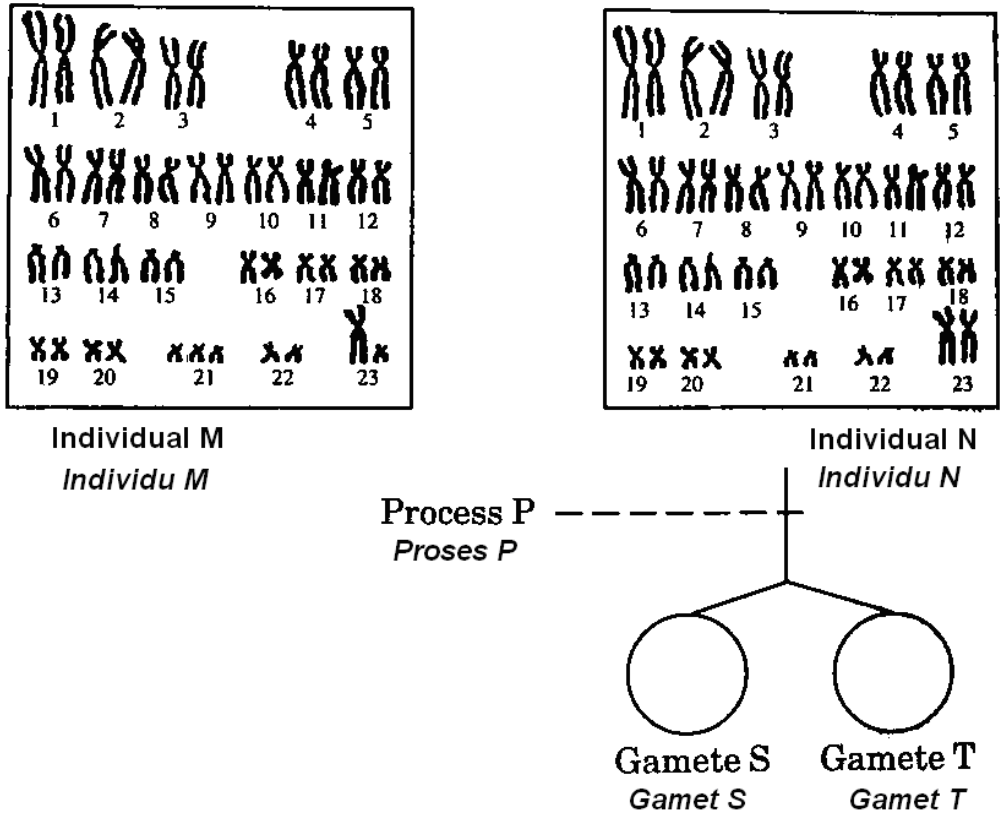 1 2 3 4 5
6 7 8 9 10 11 12
13 14 15 16 17 18
19 20 21 22 23
Individual M
Individu M
1 2 3 4 5
6 7 8 9 10 11 12
13 14 15 16 17 18
19 20 21 22 23
Individual N
Individu N
Process P
Proses P
Gamete S
Gamet S
Gamete T
Gamet T